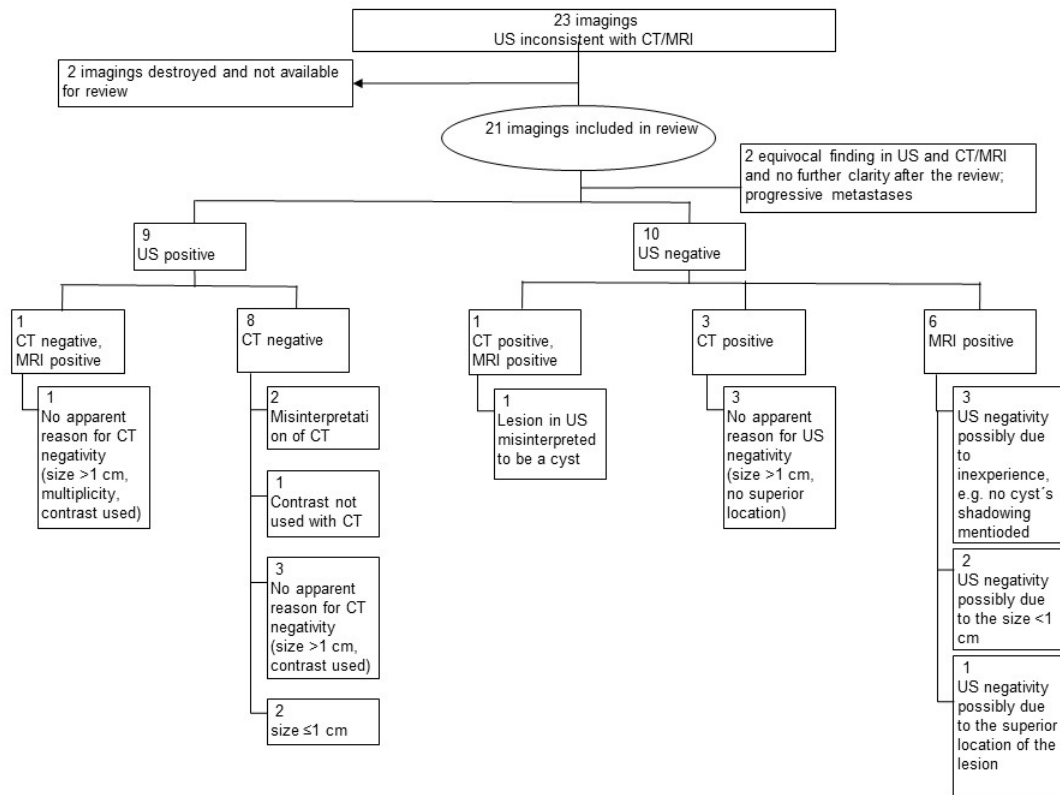 23 imagings
US inconsistent with CT/MRI
2 imagings destroyed and not available
for review
21 imagings included in review
2 equivocal finding in US and CT/MRI
and no further clarity after the review;
progressive metastases
9
US positive
10
US negative
1
CT negative,
MRI positive
8
CT negative
1
CT positive,
MRI positive
3
CT positive
6
MRI positive
1
No apparent
reason for CT
negativity
(size >1 cm,
multiplicity,
contrast used)
2
Misinterpretati
on of CT
1
Contrast not
used with CT
3
No apparent
reason for CT
negativity
(size >1 cm,
contrast used)
2
size ≤1 cm
1
Lesion in US
misinterpreted
to be a cyst
3
No apparent
reason for US
negativity
(size >1 cm,
no superior
location)
3
US negativity
possibly due
to
inexperience,
e.g. no cyst´s
shadowing
mentioded
2
US negativity
possibly due
to the size <1
cm
1
US negativity
possibly due
to the superior
location of the
lesion